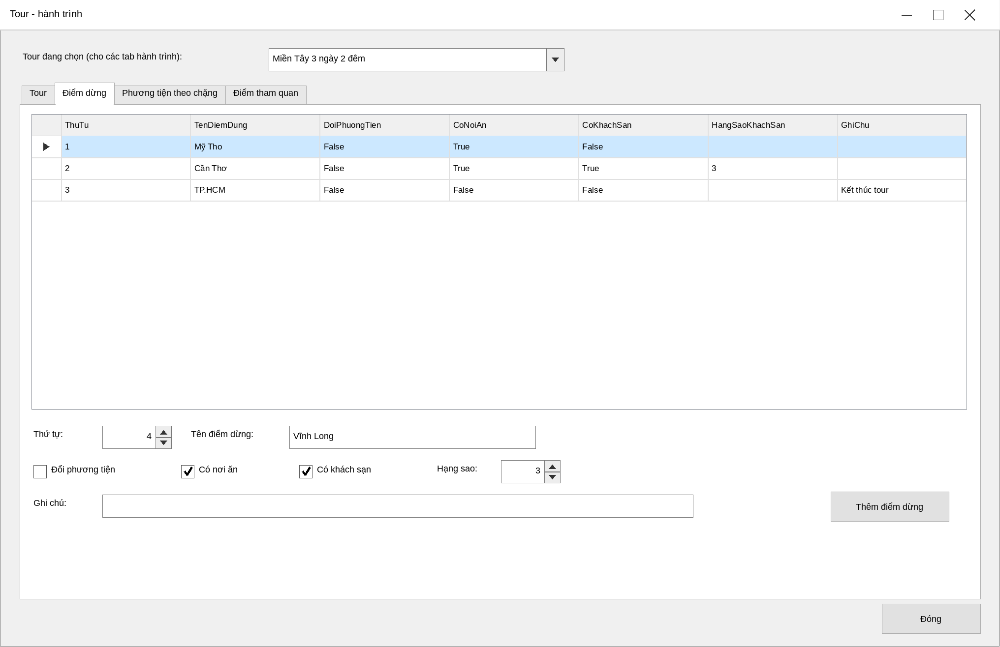 Tour - hành trình
Tour đang chọn (cho các tab hành trình): Miền Tây 3 ngày 2 đêm
Tour Điểm dừng Phương tiện theo chặng Điểm tham quan
ThuTu TenDiemDung DoiPhuongTien CoNoiAn CoKhachSan HangSaoKhachSan GhiChu
1 Mỹ Tho False True False
2 Cần Thơ False True True 3
3 TP.HCM False False False Kết thúc tour
Thứ tự: 4 Tên điểm dừng: Vĩnh Long
Đổi phương tiện Có nơi ăn Có khách sạn Hạng sao: 3
Ghi chú: Thêm điểm dừng
Đóng